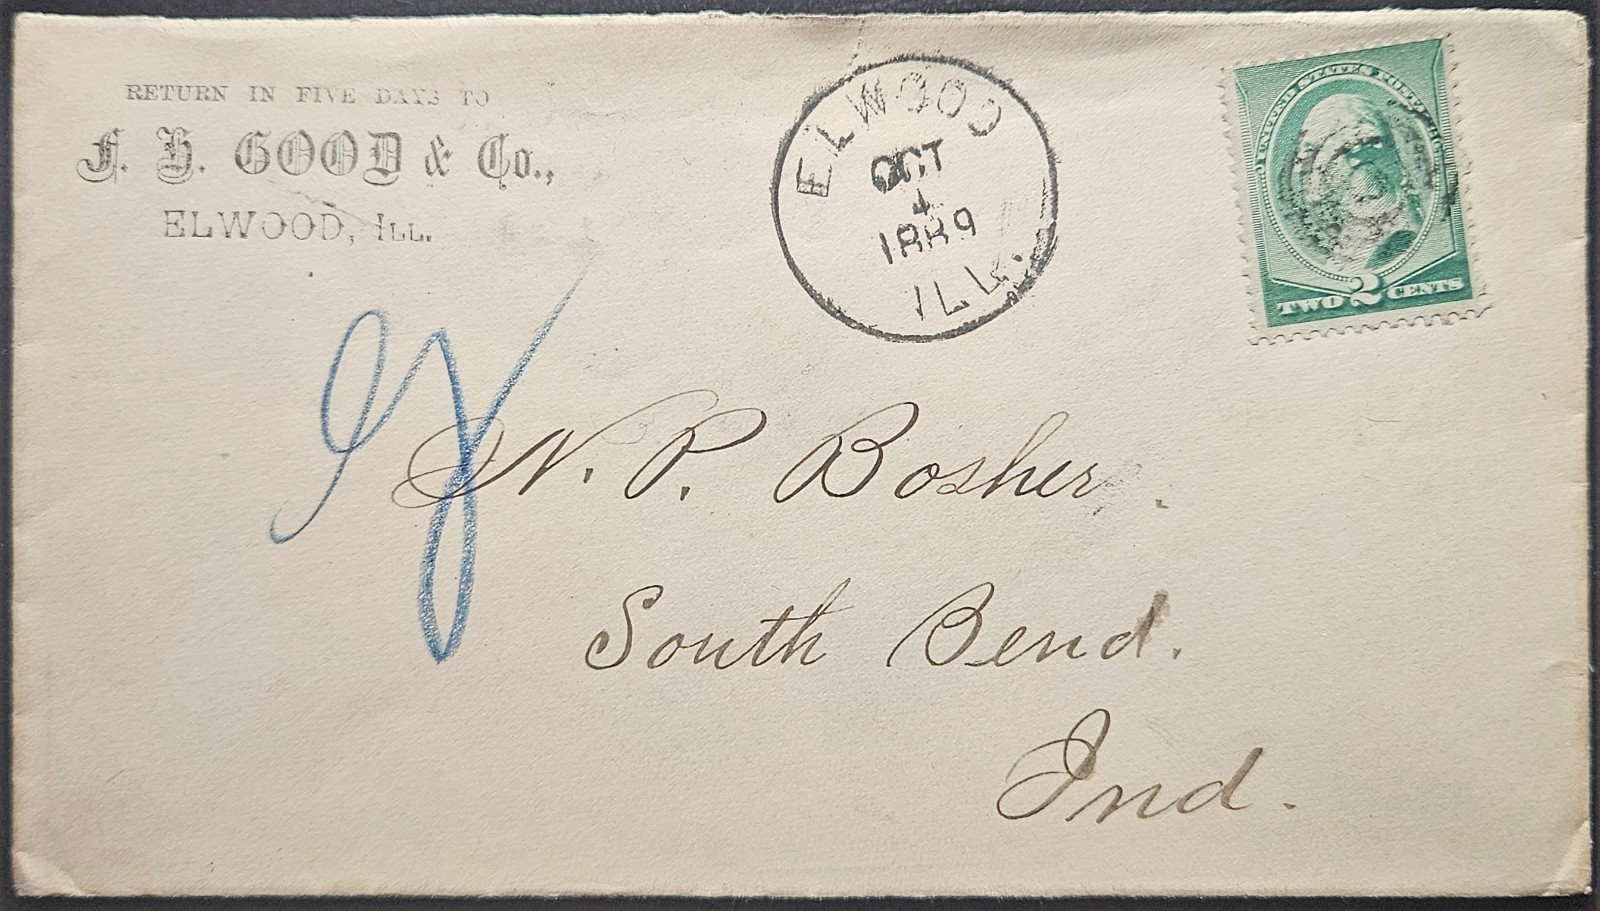 RETURN IN FIVE DAYS TO
F. H. GOOD & Co.,
ELWOOD, ILL.
ELWOOD
OCT
4
1889
ILL.
UNITED STATES POSTAGE
TWO 2 CENTS
N. P. Bosher.
South Bend.
Ind.